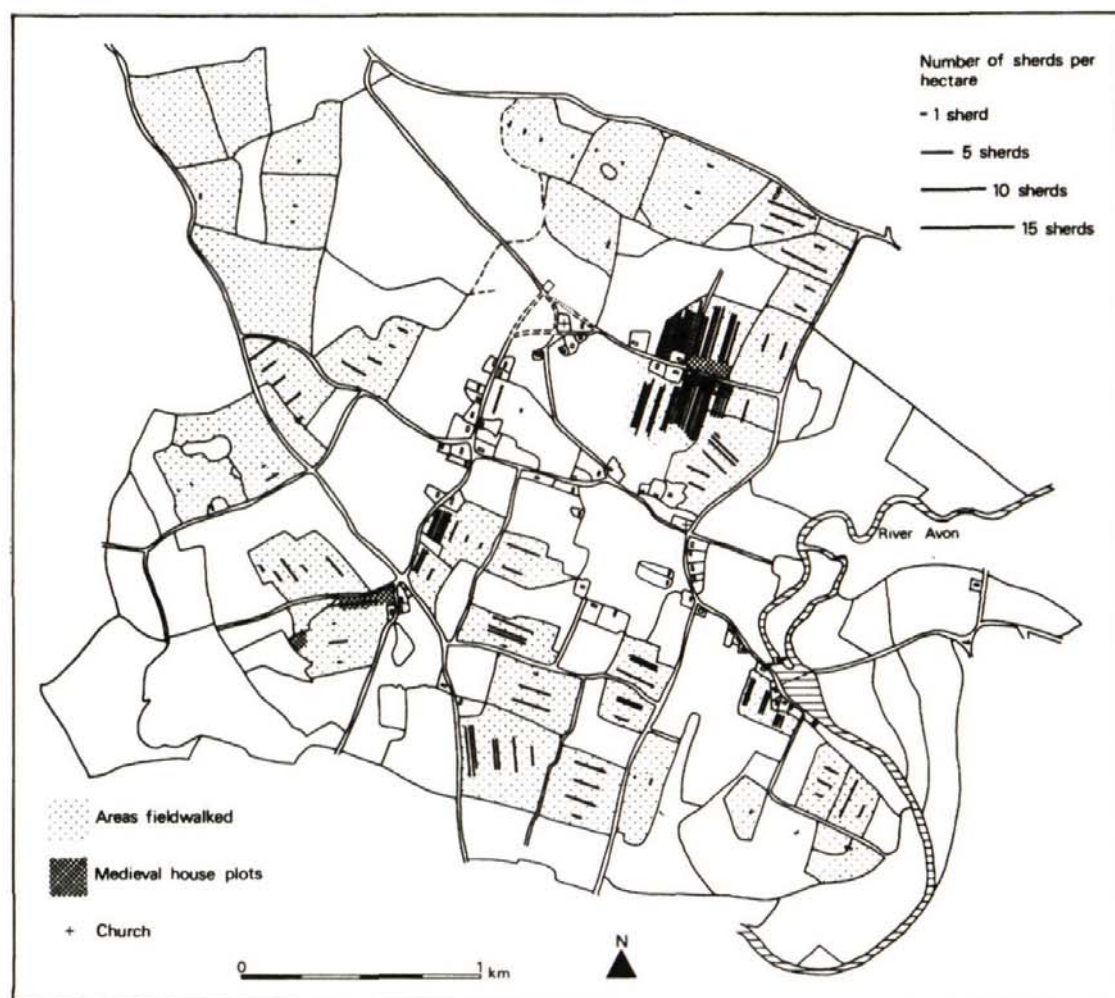 Number of sherds per
hectare
1 sherd
5 sherds
10 sherds
15 sherds
River Avon
Areas fieldwalked
Medieval house plots
+ Church
N
0 1 km